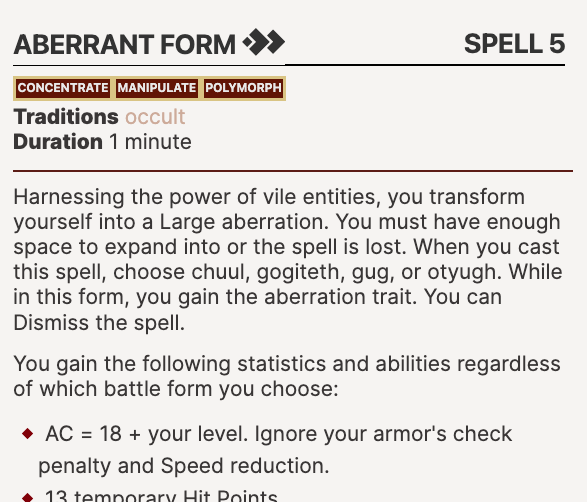 ABERRANT FORM SPELL 5
CONCENTRATE MANIPULATE POLYMORPH
Traditions occult
Duration 1 minute
Harnessing the power of vile entities, you transform
yourself into a Large aberration. You must have enough
space to expand into or the spell is lost. When you cast
this spell, choose chuul, gogiteth, gug, or otyugh. While
in this form, you gain the aberration trait. You can
Dismiss the spell.
You gain the following statistics and abilities regardless
of which battle form you choose:
AC = 18 + your level. Ignore your armor's check
penalty and Speed reduction.
13 temporary Hit Points.